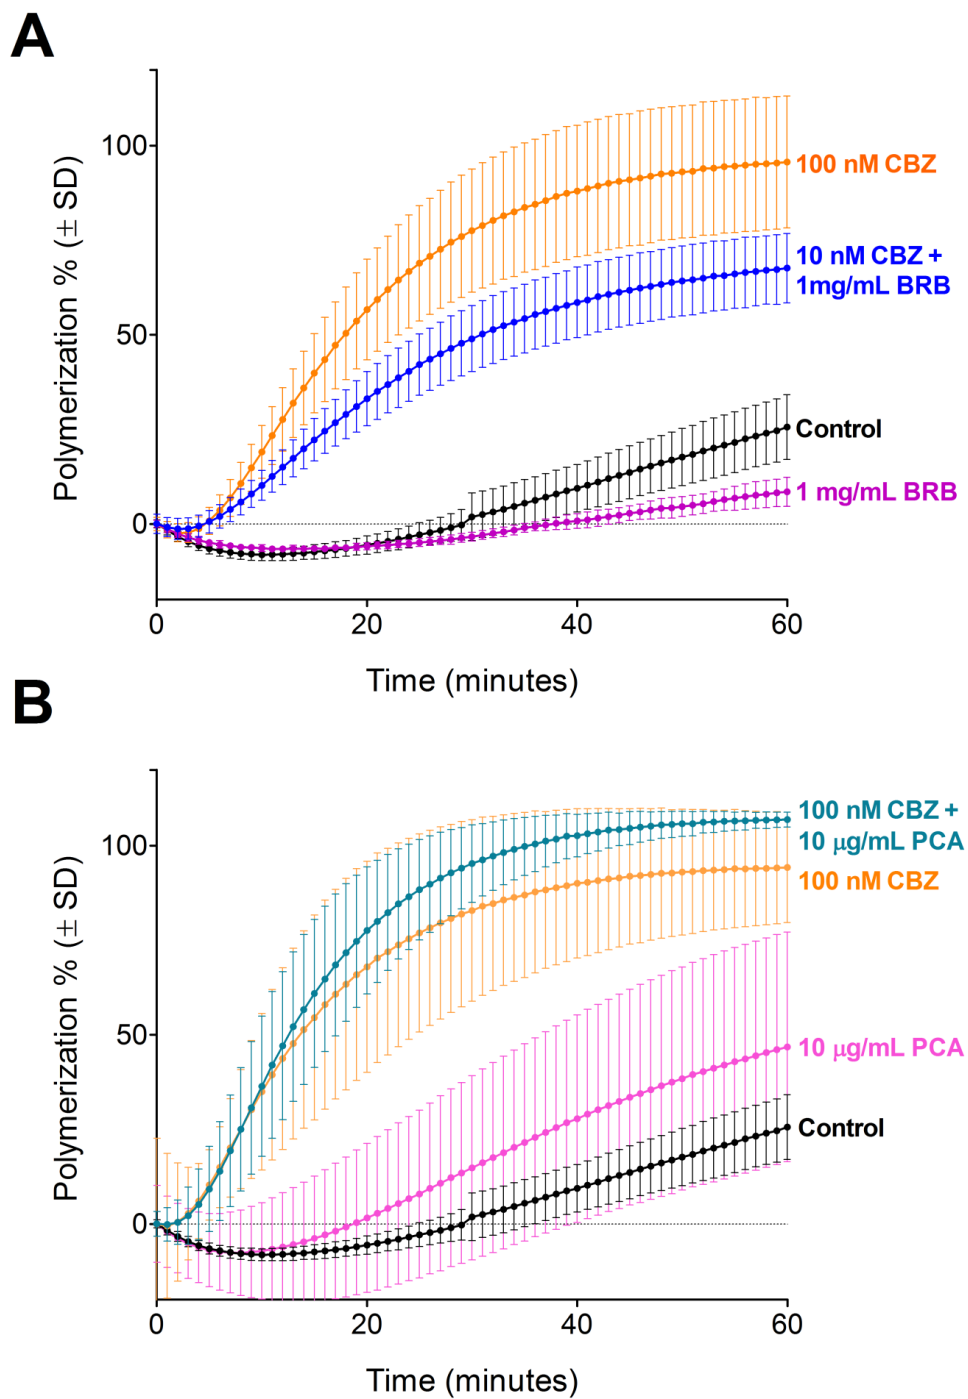 A
Polymerization % (± SD)
100
50
0
100 nM CBZ
10 nM CBZ +
1mg/mL BRB
Control
1 mg/mL BRB
0 20 40 60
Time (minutes)
B
Polymerization % (± SD)
100
50
0
100 nM CBZ +
10 μg/mL PCA
100 nM CBZ
10 μg/mL PCA
Control
0 20 40 60
Time (minutes)